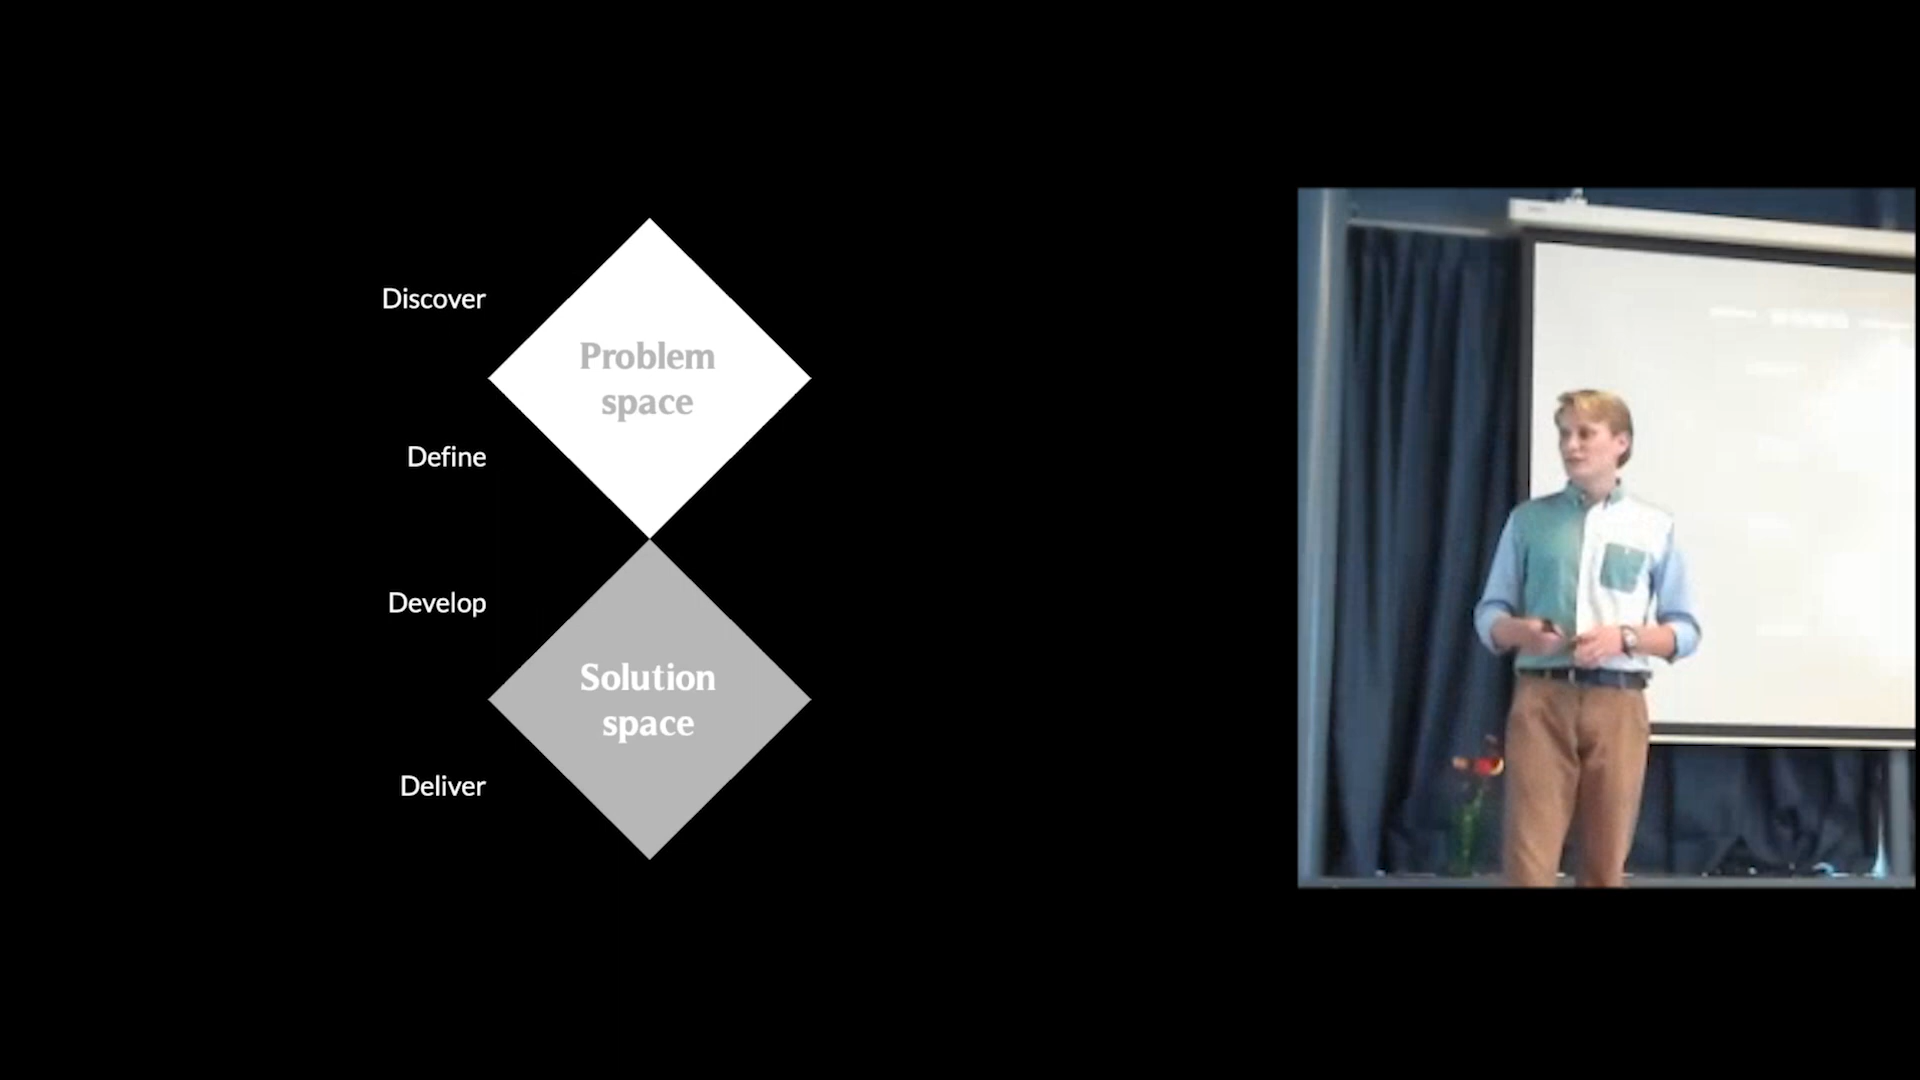 Discover
Problem
space
Define
Develop
Solution
space
Deliver